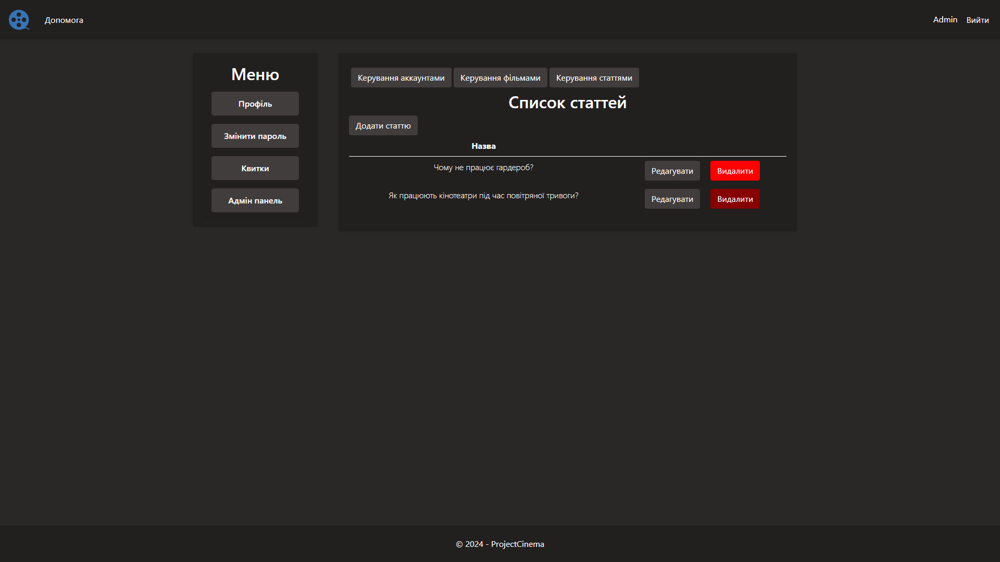 Допомога
Admin Вийти
Меню
Профіль
Змінити пароль
Квитки
Адмін панель
Керування аккаунтами Керування фільмами Керування статтями
Список статтей
Додати статтю
Назва
Чому не працює гардероб? Редагувати Видалити
Як працюють кінотеатри під час повітряної тривоги? Редагувати Видалити
© 2024 - ProjectCinema